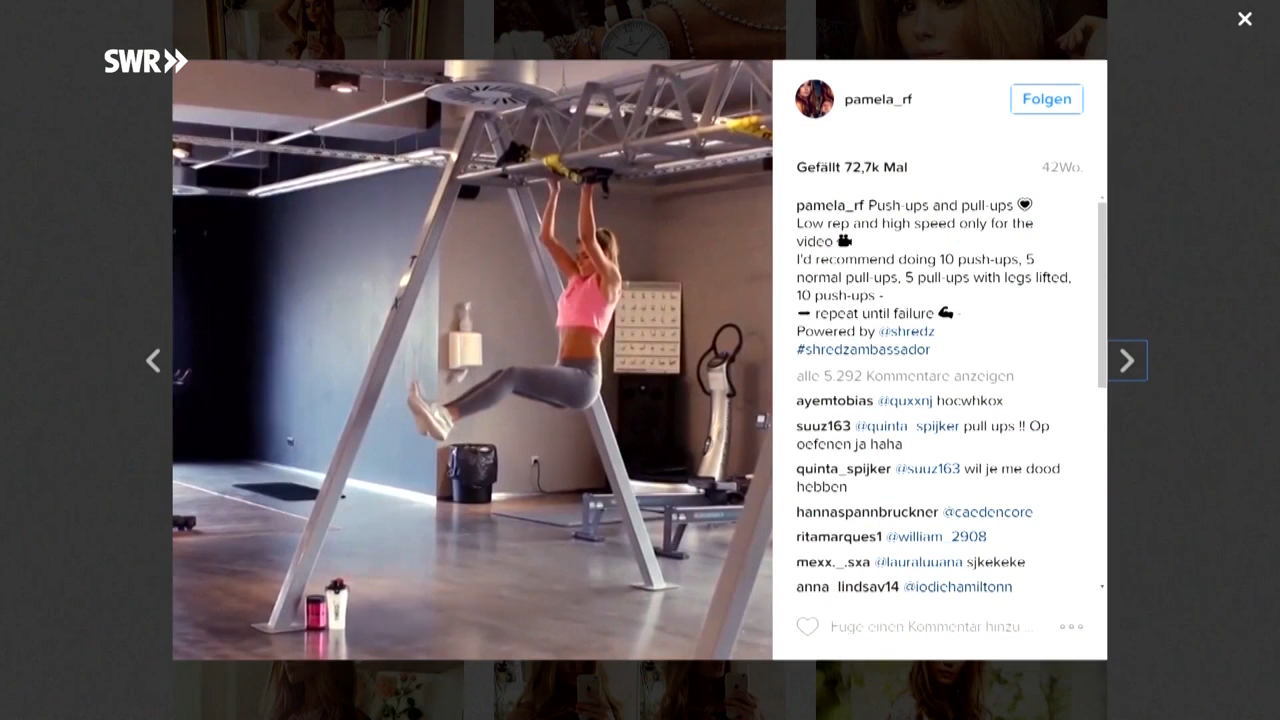 SWR
pamela_rf
Folgen
Gefällt 72,7k Mal
42Wo.
pamela_rf Push-ups and pull-ups
Low rep and high speed only for the
video
I'd recommend doing 10 push-ups, 5
normal pull-ups, 5 pull-ups with legs lifted,
10 push-ups -
➖ repeat until failure 💪 -
Powered by @shredz
#shredzambassador
alle 5.292 Kommentare anzeigen
ayemtobias @quxxnj hocwhkox
suuz163 @quinta_spijker pull ups !! Op
oefenen ja haha
quinta_spijker @suuz163 wil je me dood
hebben
hannaspannbruckner @caedencore
ritamarques1 @william_2908
mexx._.sxa @lauraluuana sjkekeke
anna_lindsay14 @jodiehamiltonn
Füge einen Kommentar hinzu ...